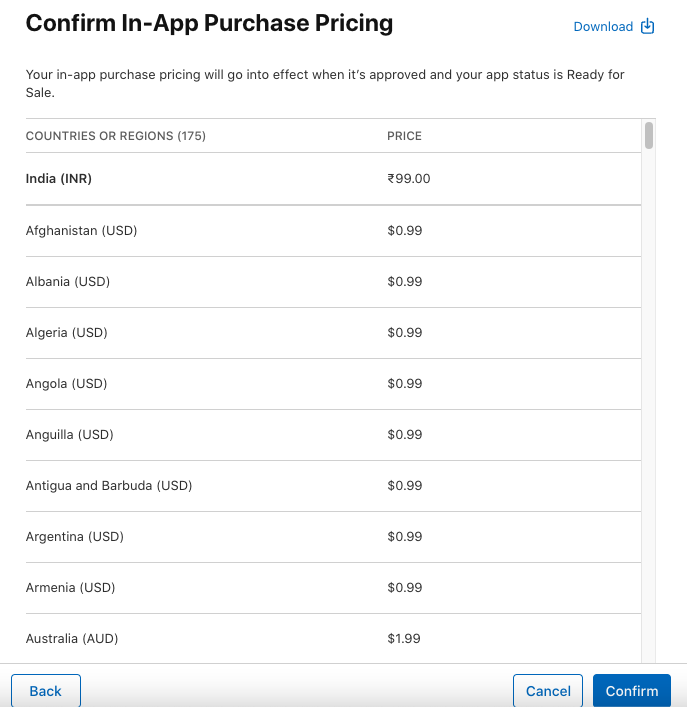 Confirm In-App Purchase Pricing
Download
Your in-app purchase pricing will go into effect when it’s approved and your app status is Ready for
Sale.
COUNTRIES OR REGIONS (175) PRICE
India (INR) ₹99.00
Afghanistan (USD) $0.99
Albania (USD) $0.99
Algeria (USD) $0.99
Angola (USD) $0.99
Anguilla (USD) $0.99
Antigua and Barbuda (USD) $0.99
Argentina (USD) $0.99
Armenia (USD) $0.99
Australia (AUD) $1.99
Back Cancel Confirm